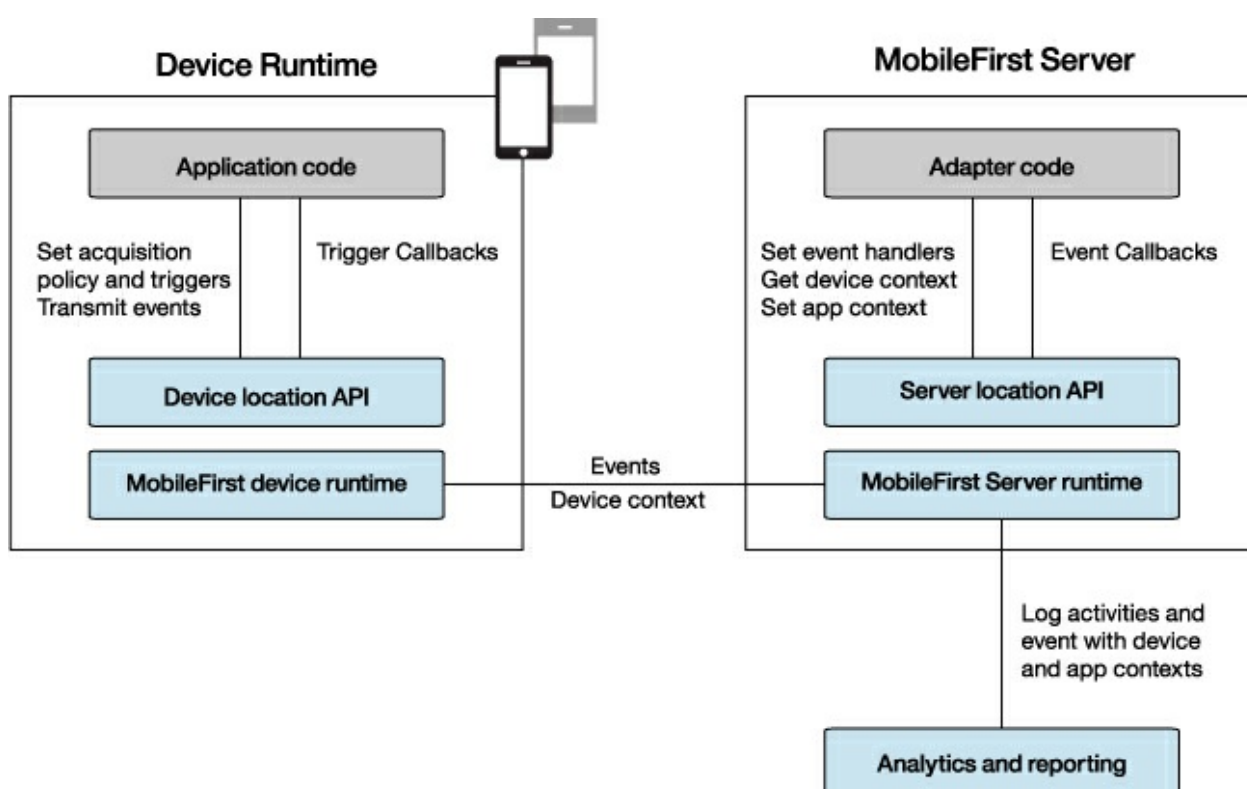 Device Runtime
MobileFirst Server
Application code
Adapter code
Set acquisition
policy and triggers
Transmit events
Trigger Callbacks
Set event handlers
Get device context
Set app context
Event Callbacks
Device location API
Server location API
MobileFirst device runtime
Events
Device context
MobileFirst Server runtime
Log activities and
event with device
and app contexts
Analytics and reporting